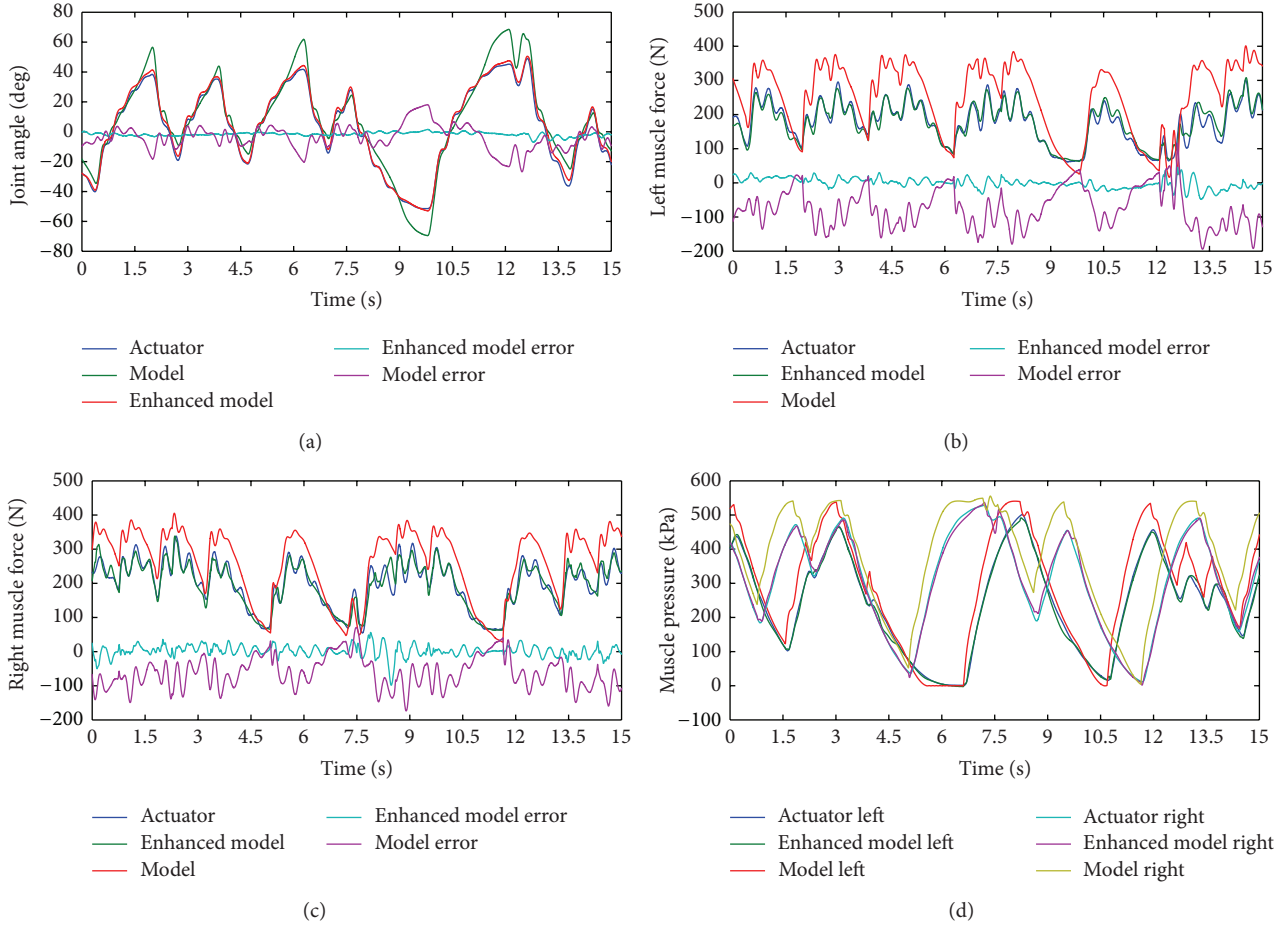 80
60
40
20
0
−20
−40
−60
−80
Joint angle (deg)
0 1.5 3 4.5 6 7.5 9 10.5 12 13.5 15
Time (s)
Actuator
Model
Enhanced model
Enhanced model error
Model error
(a)
500
400
300
200
100
0
−100
−200
Left muscle force (N)
0 1.5 3 4.5 6 7.5 9 10.5 12 13.5 15
Time (s)
Actuator
Enhanced model
Model
Enhanced model error
Model error
(b)
500
400
300
200
100
0
−100
−200
Right muscle force (N)
0 1.5 3 4.5 6 7.5 9 10.5 12 13.5 15
Time (s)
Actuator
Enhanced model
Model
Enhanced model error
Model error
(c)
600
500
400
300
200
100
0
−100
Muscle pressure (kPa)
0 1.5 3 4.5 6 7.5 9 10.5 12 13.5 15
Time (s)
Actuator left
Enhanced model left
Model left
Actuator right
Enhanced model right
Model right
(d)